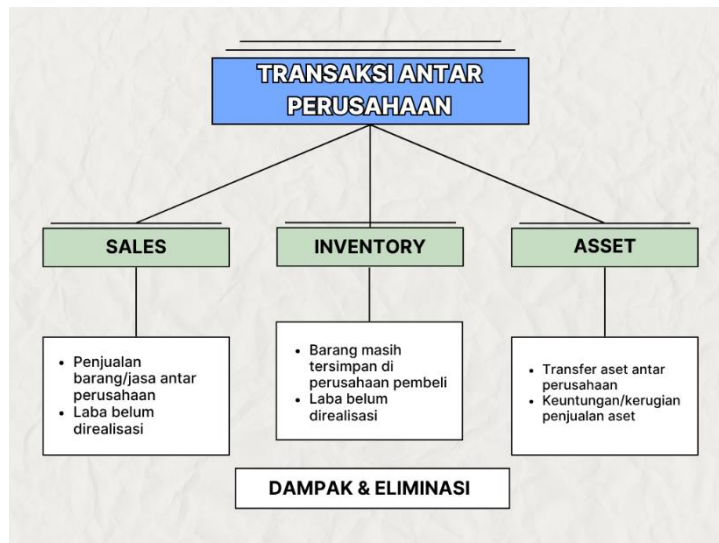 TRANSAKSI ANTAR
PERUSAHAAN
SALES
INVENTORY
ASSET
• Penjualan
barang/jasa antar
perusahaan
• Laba belum
direalisasi
• Barang masih
tersimpan di
perusahaan pembeli
• Laba belum
direalisasi
• Transfer aset antar
perusahaan
• Keuntungan/kerugian
penjualan aset
DAMPAK & ELIMINASI